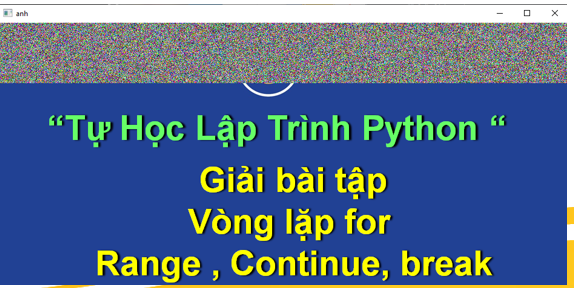 anh
“Tự Học Lập Trình Python “
Giải bài tập
Vòng lặp for
Range , Continue, break